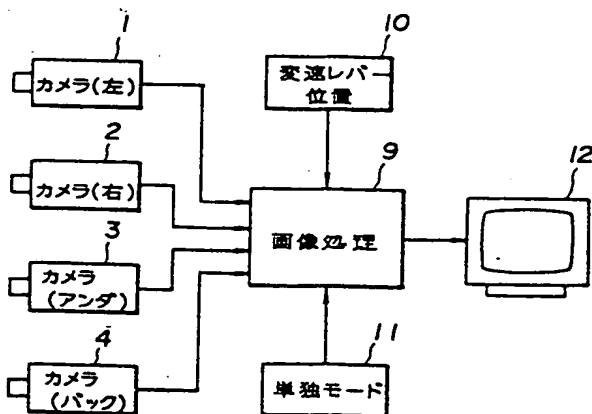 1
カメラ(左)
2
カメラ(右)
3
カメラ
(アンダ)
4
カメラ
(バック)
10
変速レバー
位置
9
画像処理
12
11
単独モード